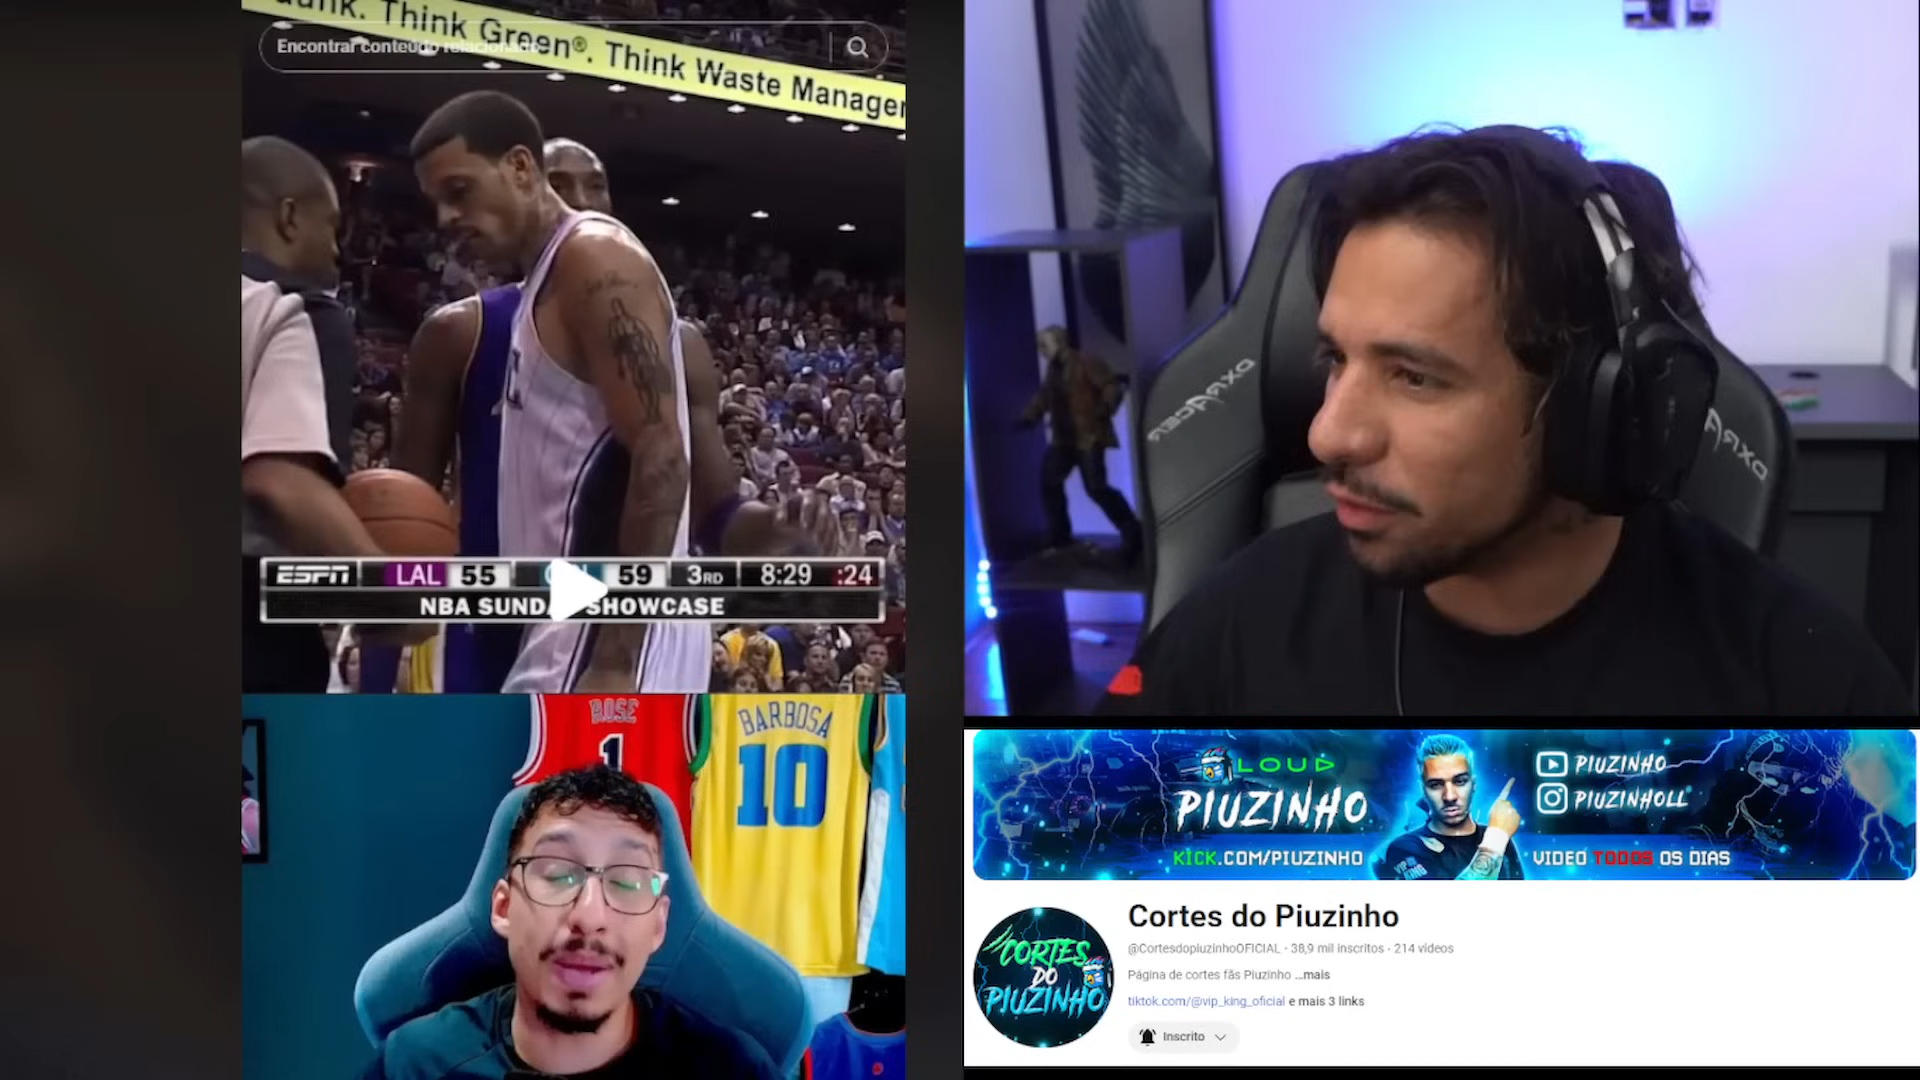 Think Green®. Think Waste Manager
Encontrar conteúdo relacionado
ESPN LAL 55 59 3RD 8:29 :24
NBA SUNDAY SHOWCASE
ROSE
1
BARBOSA
10
DXRACER
LOUD
PIUZINHO
KICK.COM/PIUZINHO
PIUZINHO
PIUZINHOLL
VIDEO TODOS OS DIAS
CORTES
DO
PIUZINHO
Cortes do Piuzinho
@CortesdopiuzinhoOFICIAL · 38,9 mil inscritos · 214 vídeos
Página de cortes fãs Piuzinho ...mais
tiktok.com/@vip_king_oficial e mais 3 links
Inscrito